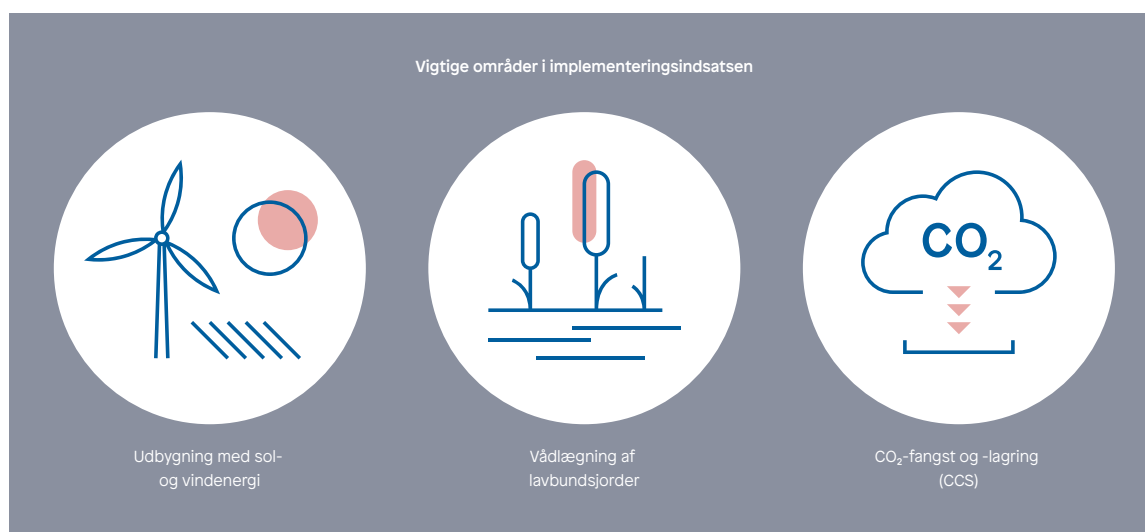 Vigtige områder i implementeringsindsatsen
CO₂
Udbygning med sol-
og vindenergi
Vådlægning af
lavbundsjorder
CO₂-fangst og -lagring
(CCS)